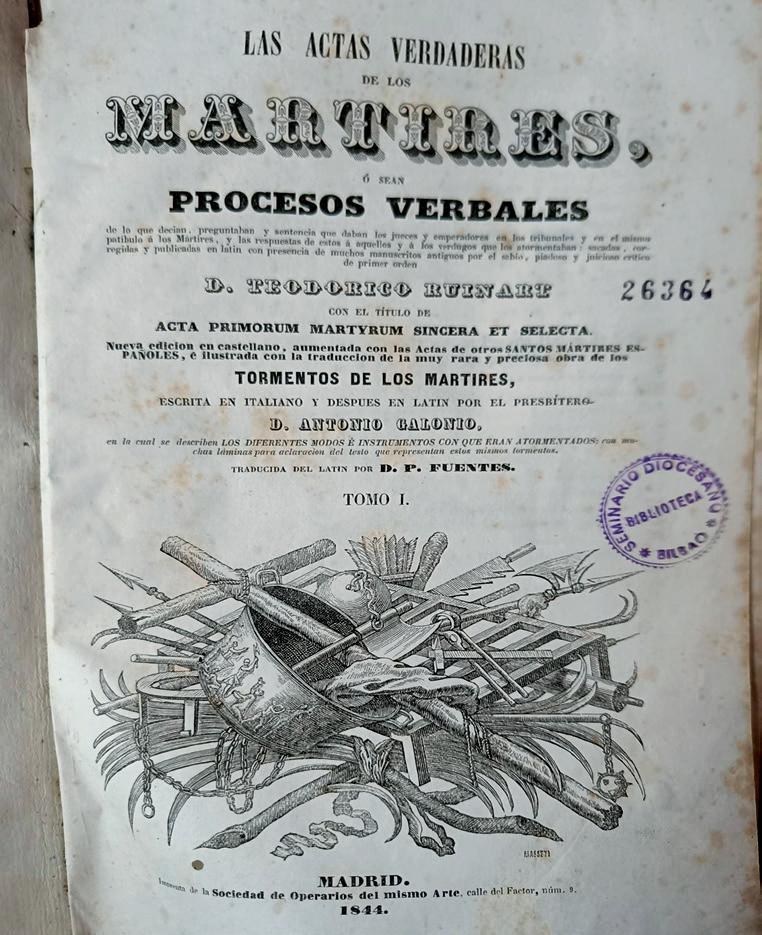 LAS ACTAS VERDADERAS
DE LOS
MARTIRES,
Ó SEAN
PROCESOS VERBALES
de lo que decian, preguntaban y sentencia que daban los jueces y emperadores en los tribunales y en el mismo
patibulo á los Mártires, y las respuestas de estos á aquellos y á los verdugos que los atormentaban: sacadas, cor-
regidas y publicadas en latin con presencia de muchos manuscritos antiguos por el sabio, piadoso y juicioso crítico
de primer orden
D. TEODORICO RUINART
26364
CON EL TÍTULO DE
ACTA PRIMORUM MARTYRUM SINCERA ET SELECTA.
Nueva edicion en castellano, aumentada con las Actas de otros SANTOS MÁRTIRES ES-
PAÑOLES, é ilustrada con la traduccion de la muy rara y preciosa obra de los
TORMENTOS DE LOS MARTIRES,
ESCRITA EN ITALIANO Y DESPUES EN LATIN POR EL PRESBÍTERO
D. ANTONIO GALONIO,
en la cual se describen LOS DIFERENTES MODOS É INSTRUMENTOS CON QUE ERAN ATORMENTADOS; con mu-
chas láminas para aclaracion del testo que representan estos mismos tormentos.
TRADUCIDA DEL LATIN POR D. P. FUENTES.
TOMO I.
SEMINARIO DIOCESANO
BIBLIOTECA
* BILBAO *
MADRID.
Imprenta de la Sociedad de Operarios del mismo Arte, calle del Factor, núm. 9.
1844.